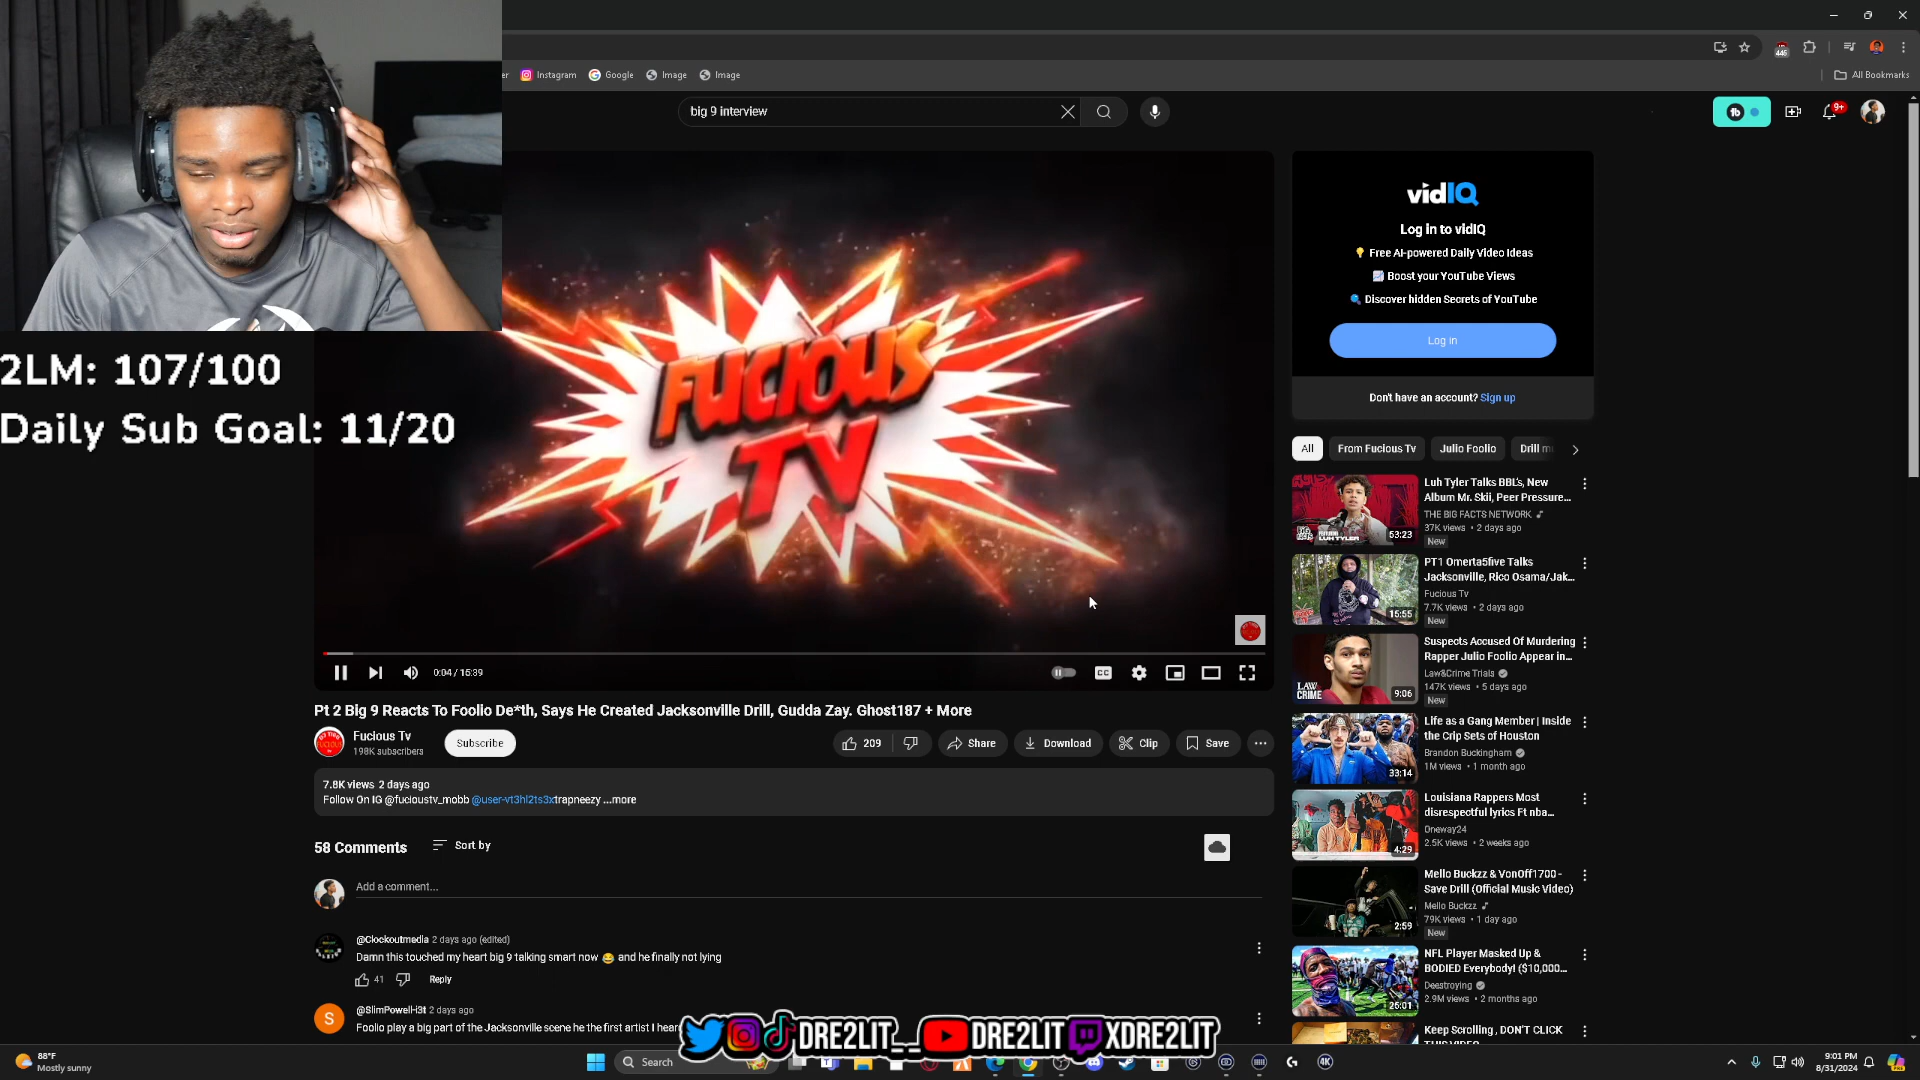 Instagram
Google
Image
Image
All Bookmarks
445
big 9 interview
9+
2LM: 107/100
Daily Sub Goal: 11/20
FUCIOUS
TV
0:04 / 15:39
CC
Pt 2 Big 9 Reacts To Foolio De*th, Says He Created Jacksonville Drill, Gudda Zay. Ghost187 + More
Fucious Tv
198K subscribers
Subscribe
209
Share
Download
Clip
Save
7.8K views 2 days ago
Follow On IG @fucioustv_mobb @user-vt3hl2ts3xtrapneezy ...more
58 Comments
Sort by
Add a comment...
@Clockoutmedia 2 days ago (edited)
Damn this touched my heart big 9 talking smart now 😂 and he finally not lying
41
Reply
S
@SlimPowell-i3t 2 days ago
Foolio play a big part of the Jacksonville scene he the first artist I hear
vidIQ
Log in to vidIQ
Free AI-powered Daily Video Ideas
Boost your YouTube Views
Discover hidden Secrets of YouTube
Log in
Don't have an account? Sign up
All
From Fucious Tv
Julio Foolio
Drill m
Luh Tyler Talks BBL's, New
Album Mr. Skii, Peer Pressure...
THE BIG FACTS NETWORK
37K views • 2 days ago
New
53:23
PT1 Omerta5five Talks
Jacksonville, Rico Osama/Jak...
Fucious Tv
7.7K views • 2 days ago
New
15:55
Suspects Accused Of Murdering
Rapper Julio Foolio Appear in...
Law&Crime Trials
147K views • 5 days ago
New
LAW
CRIME
9:06
Life as a Gang Member | Inside
the Crip Sets of Houston
Brandon Buckingham
1M views • 1 month ago
33:14
Louisiana Rappers Most
disrespectful lyrics Ft nba...
Oneway24
2.5K views • 2 weeks ago
4:29
Mello Buckzz & VonOff1700 -
Save Drill (Official Music Video)
Mello Buckzz
79K views • 1 day ago
New
2:59
NFL Player Masked Up &
BODIED Everybody! ($10,000...
Deestroying
2.9M views • 2 months ago
26:01
Keep Scrolling , DON'T CLICK
THIS VIDEO
DRE2LIT__
DRE2LIT
XDRE2LIT
88°F
Mostly sunny
Search
4K
9:01 PM
8/31/2024